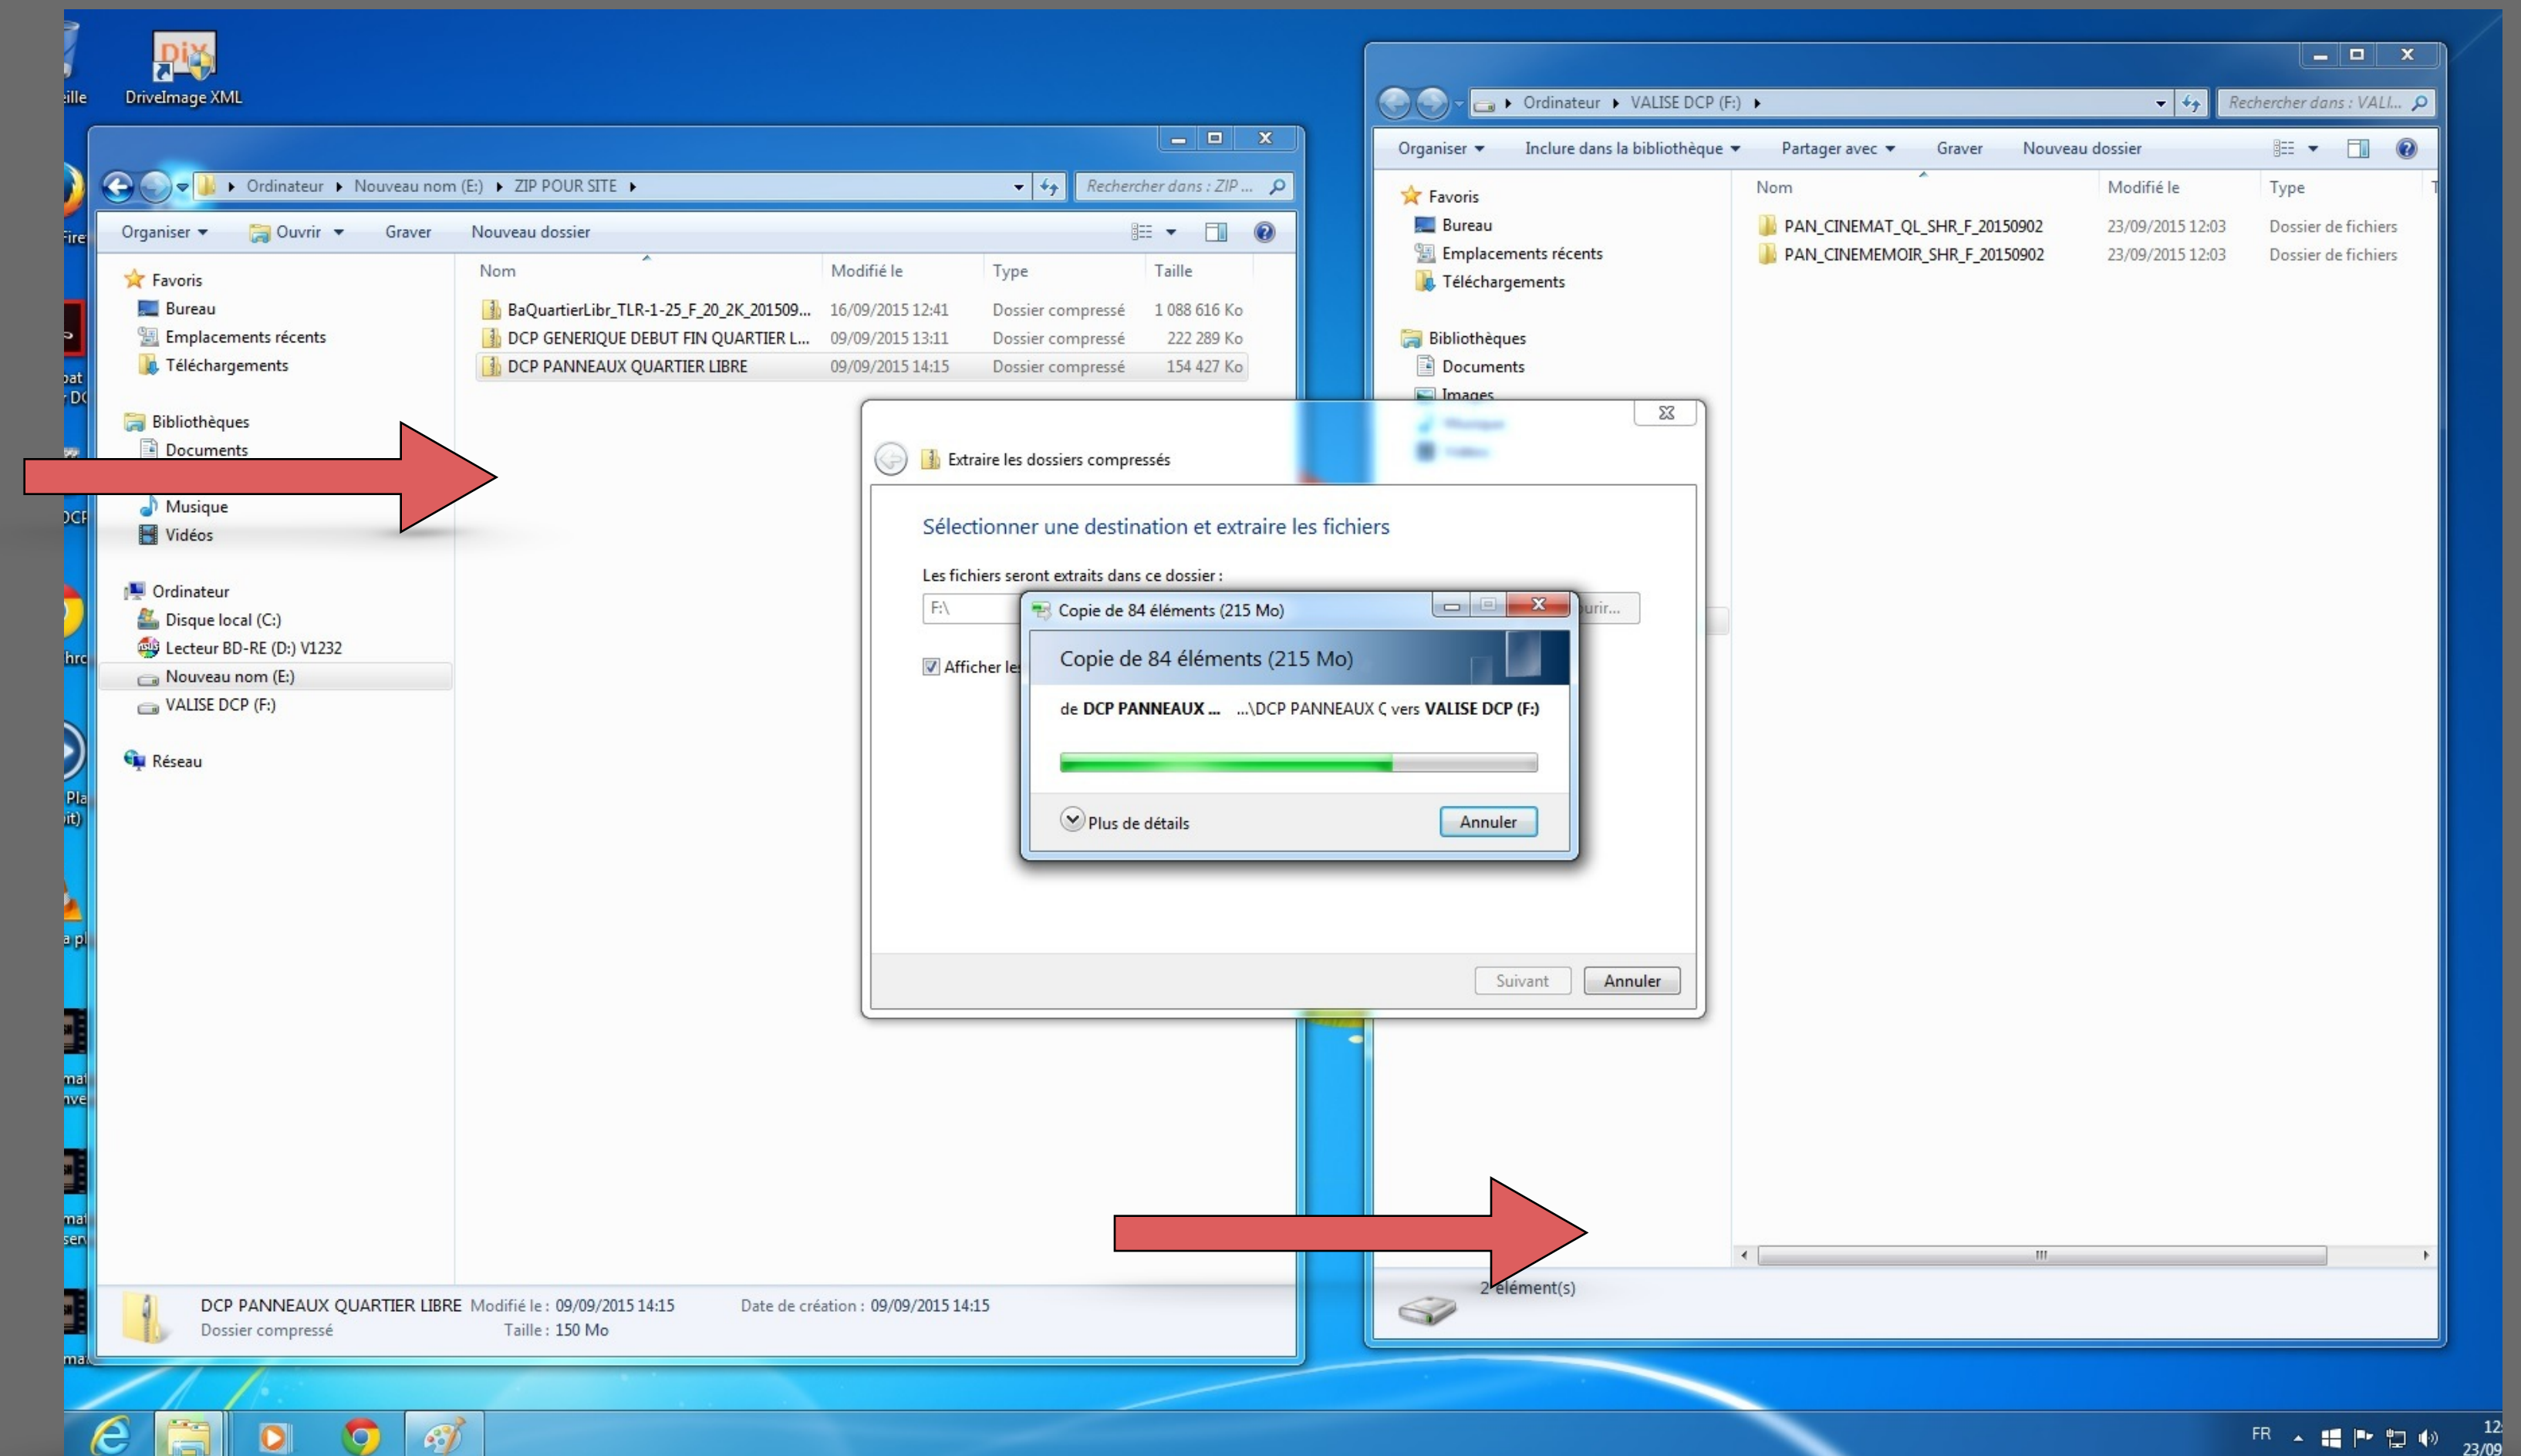 DiX
eille
DriveImage XML
Ordinateur Nouveau nom (E:) ZIP POUR SITE
Rechercher dans : ZIP ...
Organiser Ouvrir Graver Nouveau dossier
Favoris
Bureau
Emplacements récents
Téléchargements
Bibliothèques
Documents
Musique
Vidéos
Ordinateur
Disque local (C:)
Lecteur BD-RE (D:) V1232
Nouveau nom (E:)
VALISE DCP (F:)
Réseau
Nom Modifié le Type Taille
BaQuartierLibr_TLR-1-25_F_20_2K_201509... 16/09/2015 12:41 Dossier compressé 1 088 616 Ko
DCP GENERIQUE DEBUT FIN QUARTIER L... 09/09/2015 13:11 Dossier compressé 222 289 Ko
DCP PANNEAUX QUARTIER LIBRE 09/09/2015 14:15 Dossier compressé 154 427 Ko
DCP PANNEAUX QUARTIER LIBRE Modifié le : 09/09/2015 14:15 Date de création : 09/09/2015 14:15
Dossier compressé Taille : 150 Mo
Ordinateur VALISE DCP (F:)
Rechercher dans : VALI...
Organiser Inclure dans la bibliothèque Partager avec Graver Nouveau dossier
Favoris
Bureau
Emplacements récents
Téléchargements
Bibliothèques
Documents
Images
Musique
Nom Modifié le Type T
PAN_CINEMAT_QL_SHR_F_20150902 23/09/2015 12:03 Dossier de fichiers
PAN_CINEMEMOIR_SHR_F_20150902 23/09/2015 12:03 Dossier de fichiers
2 élément(s)
Extraire les dossiers compressés
Sélectionner une destination et extraire les fichiers
Les fichiers seront extraits dans ce dossier :
F:\
urir...
Afficher les
Suivant Annuler
Copie de 84 éléments (215 Mo)
Copie de 84 éléments (215 Mo)
de DCP PANNEAUX ... ...\DCP PANNEAUX Q vers VALISE DCP (F:)
Plus de détails Annuler
FR
12:
23/09